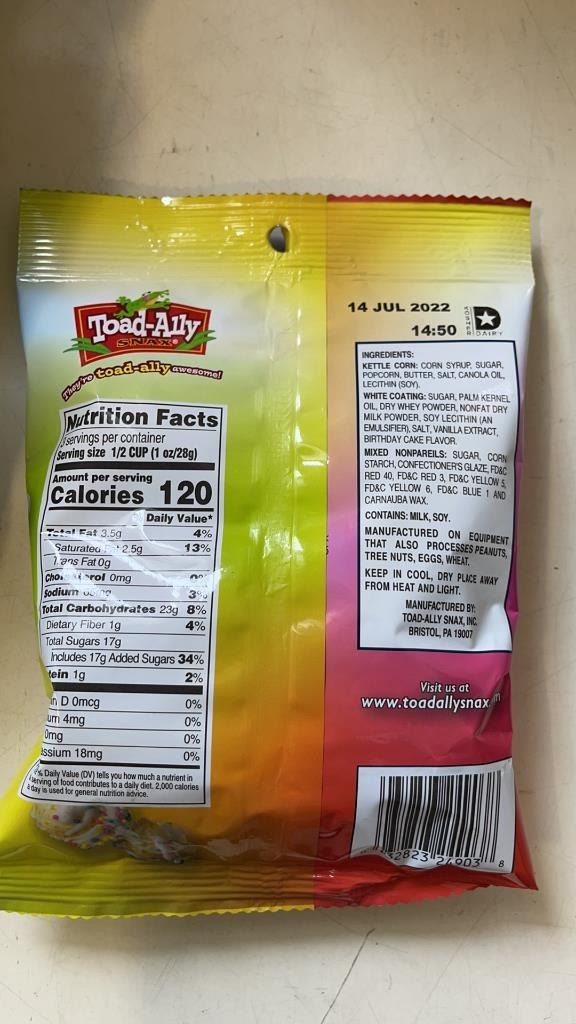 Toad-Ally
SNAX®
They're toad-ally awesome!
Nutrition Facts
servings per container
Serving size 1/2 CUP (1 oz/28g)
Amount per serving
Calories 120
Daily Value*
Total Fat 3.5g 4%
Saturated Fat 2.5g 13%
Trans Fat 0g
Cholesterol 0mg 0%
Sodium 3%
Total Carbohydrates 23g 8%
Dietary Fiber 1g 4%
Total Sugars 17g
Includes 17g Added Sugars 34%
tein 1g 2%
in D 0mcg 0%
um 4mg 0%
0mg 0%
assium 18mg 0%
% Daily Value (DV) tells you how much a nutrient in
serving of food contributes to a daily diet. 2,000 calories
a day is used for general nutrition advice.
14 JUL 2022
14:50
KOSHER D DAIRY
INGREDIENTS:
KETTLE CORN: CORN SYRUP, SUGAR,
POPCORN, BUTTER, SALT, CANOLA OIL,
LECITHIN (SOY).
WHITE COATING: SUGAR, PALM KERNEL
OIL, DRY WHEY POWDER, NONFAT DRY
MILK POWDER, SOY LECITHIN (AN
EMULSIFIER), SALT, VANILLA EXTRACT,
BIRTHDAY CAKE FLAVOR.
MIXED NONPAREILS: SUGAR, CORN
STARCH, CONFECTIONER'S GLAZE, FD&C
RED 40, FD&C RED 3, FD&C YELLOW 5,
FD&C YELLOW 6, FD&C BLUE 1 AND
CARNAUBA WAX.
CONTAINS: MILK, SOY.
MANUFACTURED ON EQUIPMENT
THAT ALSO PROCESSES PEANUTS,
TREE NUTS, EGGS, WHEAT.
KEEP IN COOL, DRY PLACE AWAY
FROM HEAT AND LIGHT.
MANUFACTURED BY:
TOAD-ALLY SNAX, INC.
BRISTOL, PA 19007
Visit us at
www.toadallysnax m
32823 24903 8